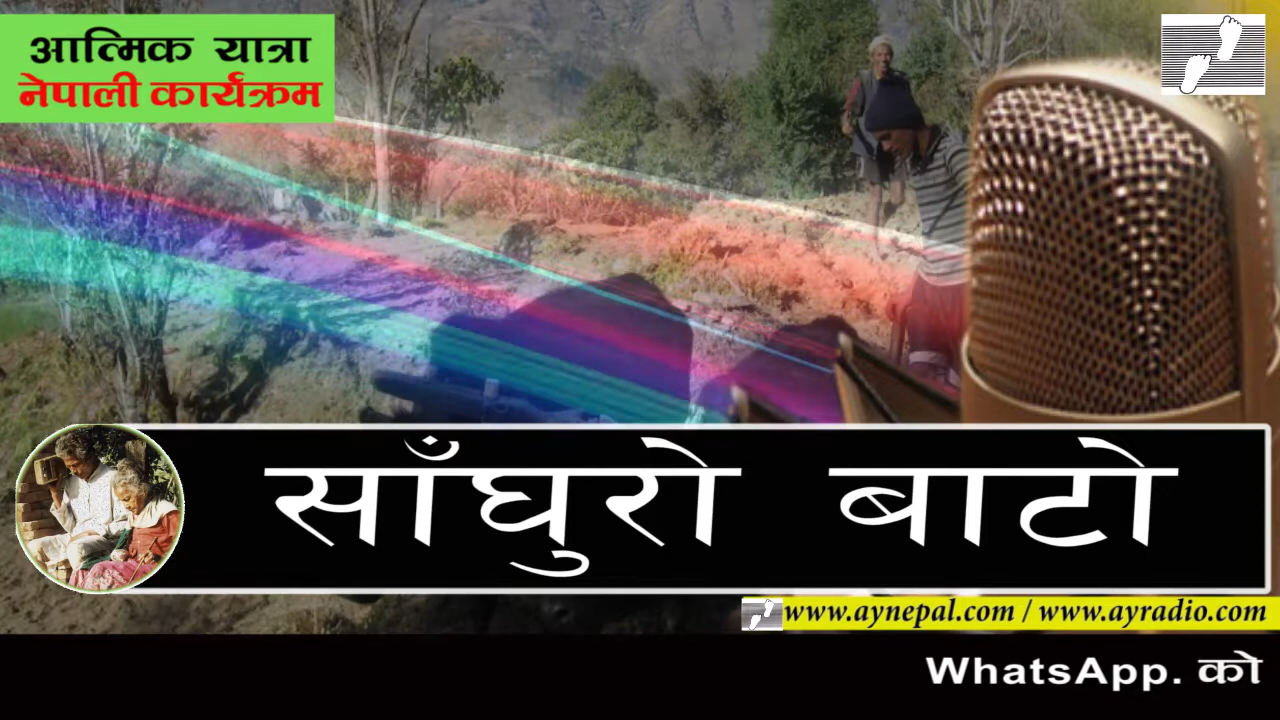 आत्मिक यात्रा
नेपाली कार्यक्रम
साँघुरो बाटो
www.aynepal.com / www.ayradio.com
WhatsApp. को